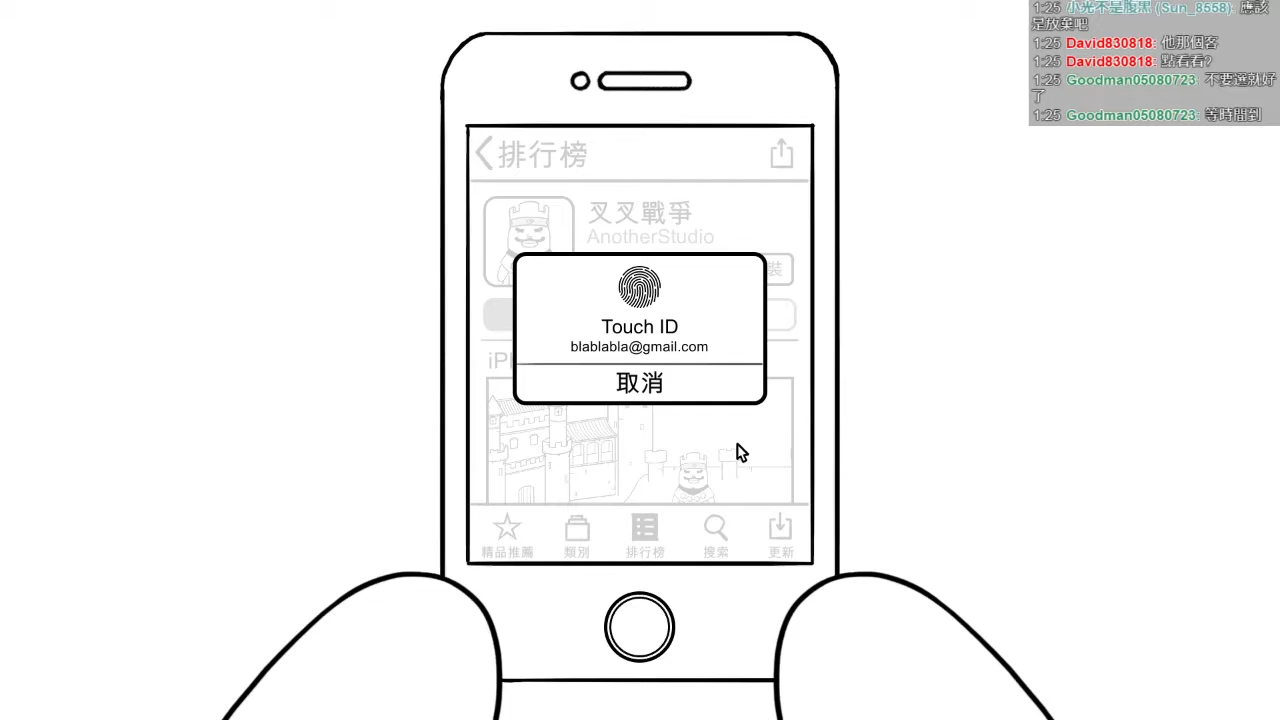 1:25 小光不是腹黑 (Sun_8558): 應該
是放棄吧
1:25 David830818: 他那個客
1:25 David830818: 點看看?
1:25 Goodman05080723: 不要選就好
了
1:25 Goodman05080723: 等時間到
排行榜
叉叉戰爭
AnotherStudio
裝
Touch ID
blablabla@gmail.com
取消
iP
精品推薦 類別 排行榜 搜索 更新